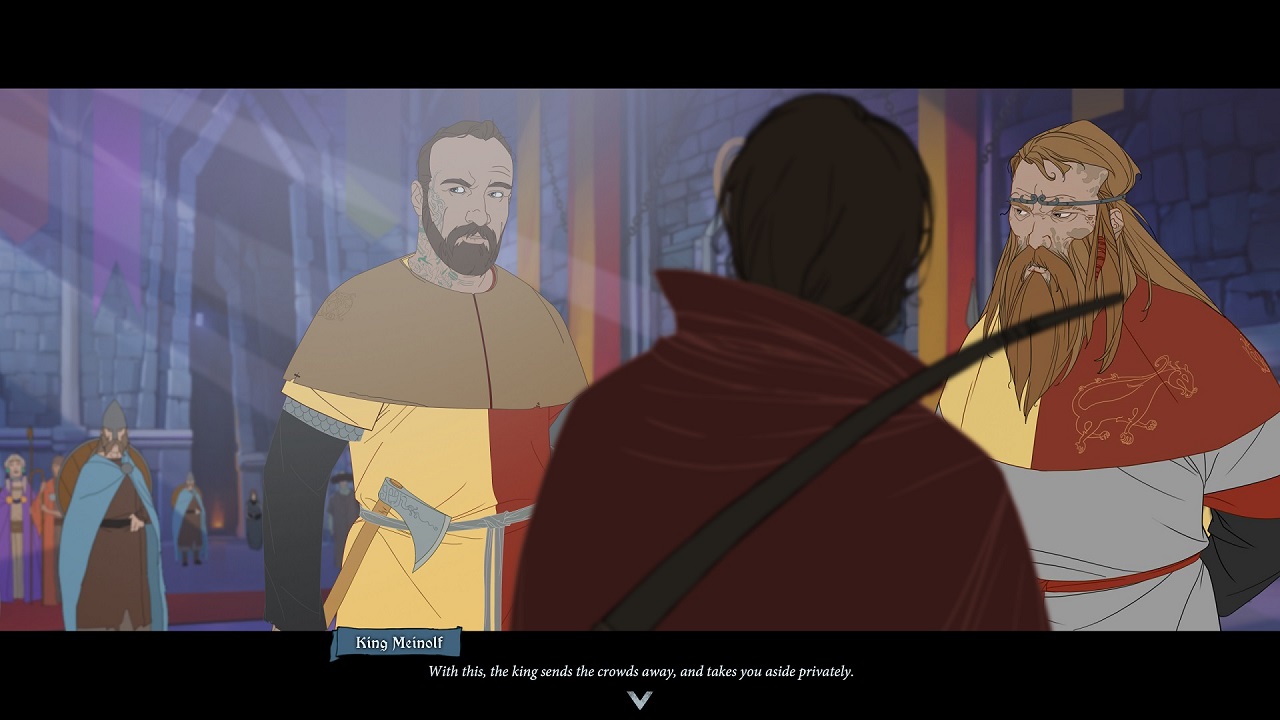 King Meinolf
With this, the king sends the crowds away, and takes you aside privately.